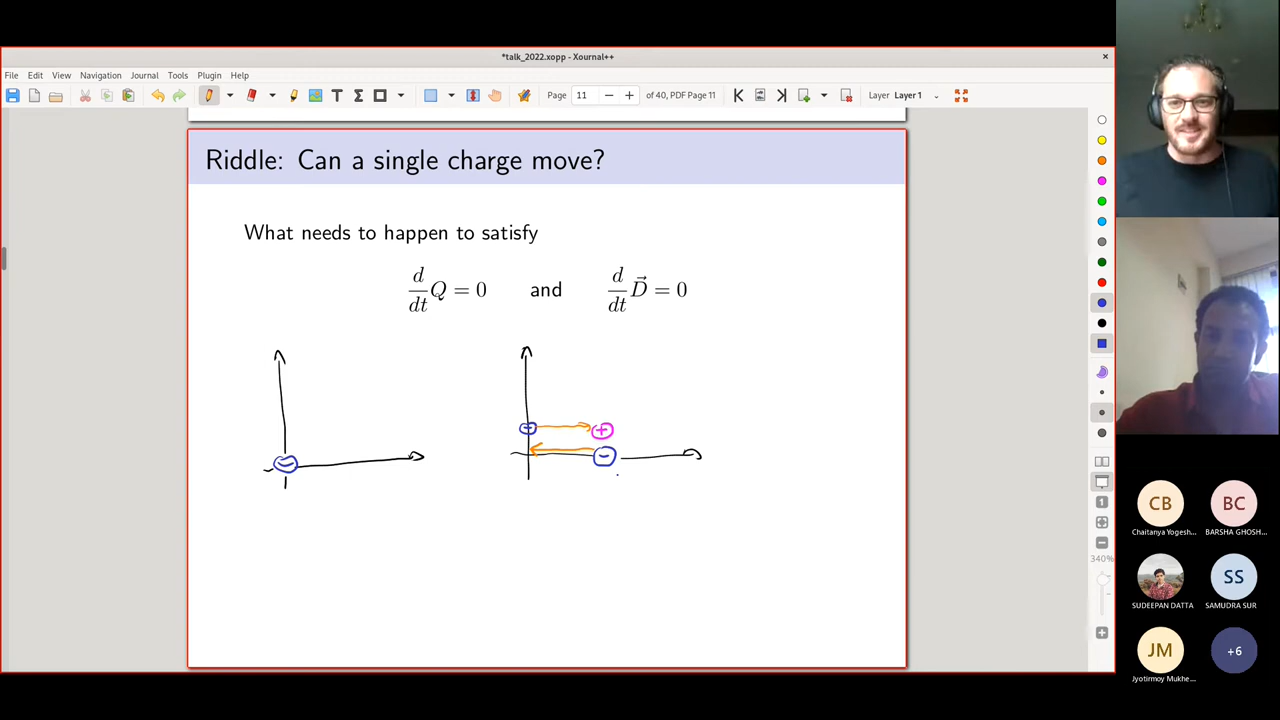 *talk_2022.xopp - Xournal++
×
File Edit View Navigation Journal Tools Plugin Help
Page 11 of 40, PDF Page 11 Layer Layer 1
Riddle: Can a single charge move?
What needs to happen to satisfy
d/dt Q = 0 and d/dt D⃗ = 0
−
− +
−
1
340%
CB BC
Chaitanya Yogesh... BARSHA GHOSH...
SS
SUDEEPAN DATTA SAMUDRA SUR
JM +6
Jyotirmoy Mukhe...